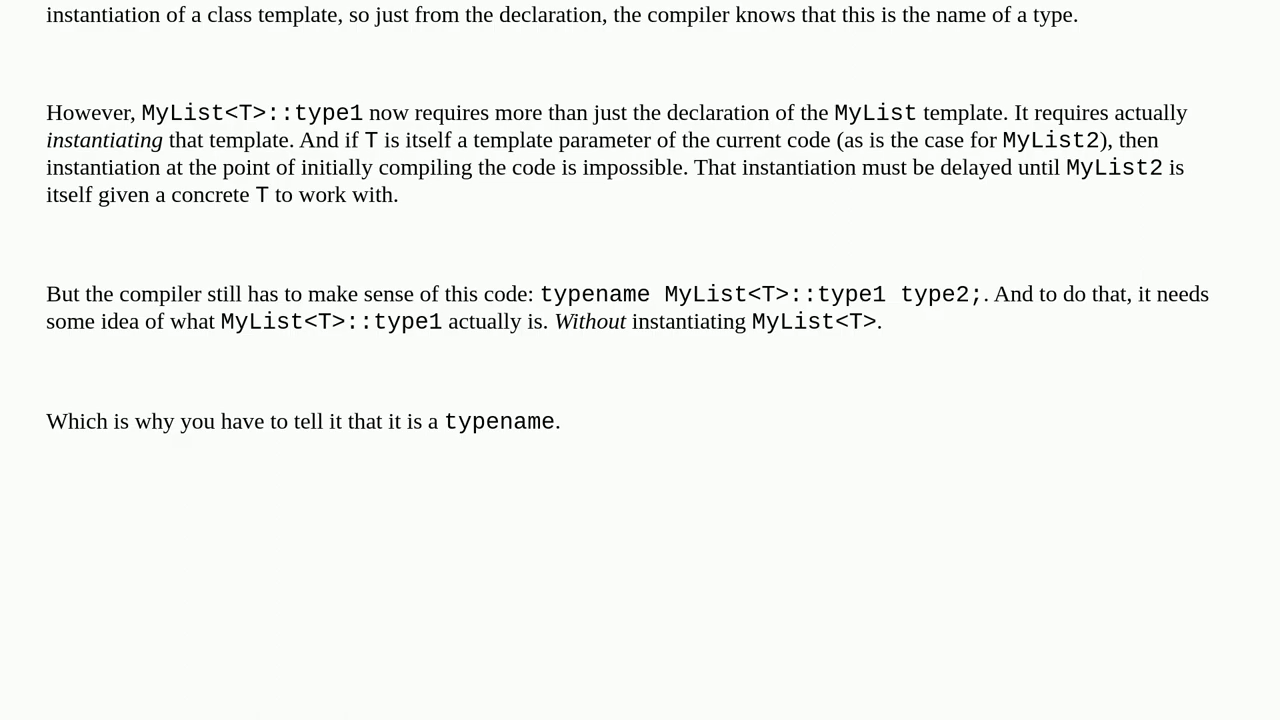 instantiation of a class template, so just from the declaration, the compiler knows that this is the name of a type.
However, MyList<T>::type1 now requires more than just the declaration of the MyList template. It requires actually
instantiating that template. And if T is itself a template parameter of the current code (as is the case for MyList2), then
instantiation at the point of initially compiling the code is impossible. That instantiation must be delayed until MyList2 is
itself given a concrete T to work with.
But the compiler still has to make sense of this code: typename MyList<T>::type1 type2;. And to do that, it needs
some idea of what MyList<T>::type1 actually is. Without instantiating MyList<T>.
Which is why you have to tell it that it is a typename.